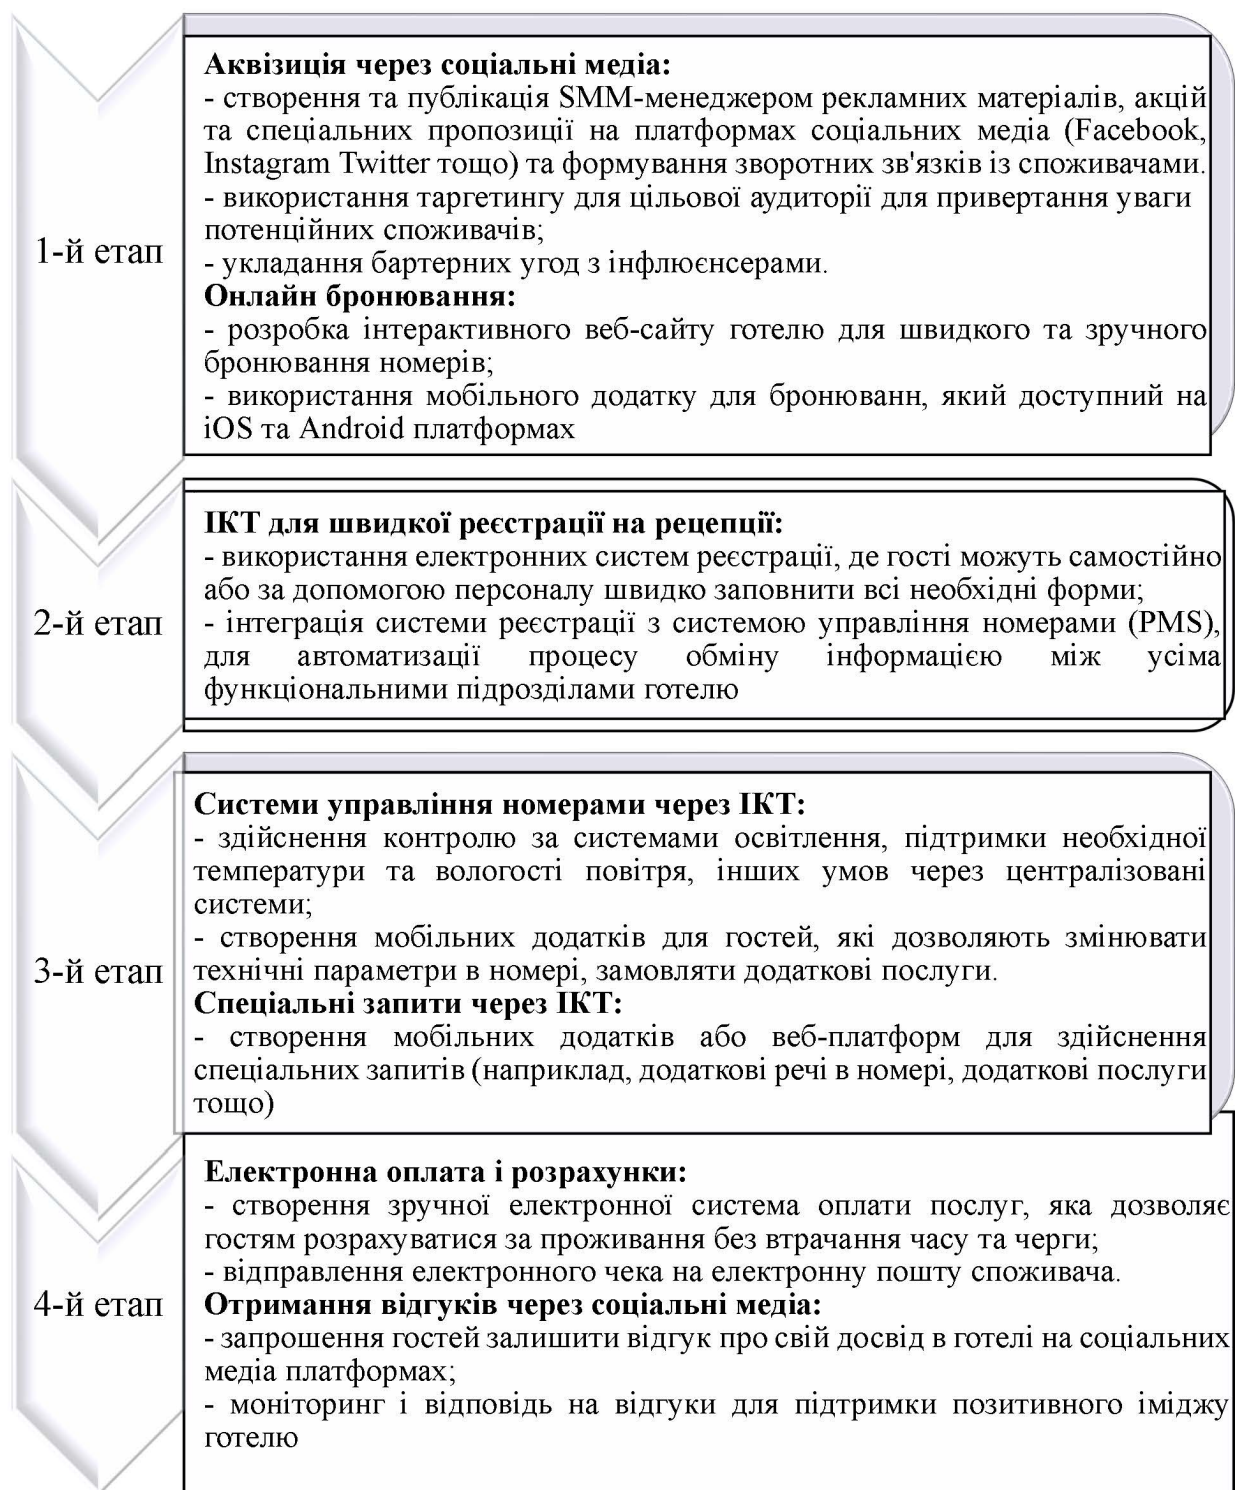 1-й етап
Аквізиція через соціальні медіа:
- створення та публікація SMM-менеджером рекламних матеріалів, акцій
та спеціальних пропозиції на платформах соціальних медіа (Facebook,
Instagram Twitter тощо) та формування зворотних зв'язків із споживачами.
- використання таргетингу для цільової аудиторії для привертання уваги
потенційних споживачів;
- укладання бартерних угод з інфлюєнсерами.
Онлайн бронювання:
- розробка інтерактивного веб-сайту готелю для швидкого та зручного
бронювання номерів;
- використання мобільного додатку для бронюванн, який доступний на
iOS та Android платформах
2-й етап
ІКТ для швидкої реєстрації на рецепції:
- використання електронних систем реєстрації, де гості можуть самостійно
або за допомогою персоналу швидко заповнити всі необхідні форми;
- інтеграція системи реєстрації з системою управління номерами (PMS),
для автоматизації процесу обміну інформацією між усіма
функціональними підрозділами готелю
3-й етап
Системи управління номерами через ІКТ:
- здійснення контролю за системами освітлення, підтримки необхідної
температури та вологості повітря, інших умов через централізовані
системи;
- створення мобільних додатків для гостей, які дозволяють змінювати
технічні параметри в номері, замовляти додаткові послуги.
Спеціальні запити через ІКТ:
- створення мобільних додатків або веб-платформ для здійснення
спеціальних запитів (наприклад, додаткові речі в номері, додаткові послуги
тощо)
4-й етап
Електронна оплата і розрахунки:
- створення зручної електронної система оплати послуг, яка дозволяє
гостям розрахуватися за проживання без втрачання часу та черги;
- відправлення електронного чека на електронну пошту споживача.
Отримання відгуків через соціальні медіа:
- запрошення гостей залишити відгук про свій досвід в готелі на соціальних
медіа платформах;
- моніторинг і відповідь на відгуки для підтримки позитивного іміджу
готелю